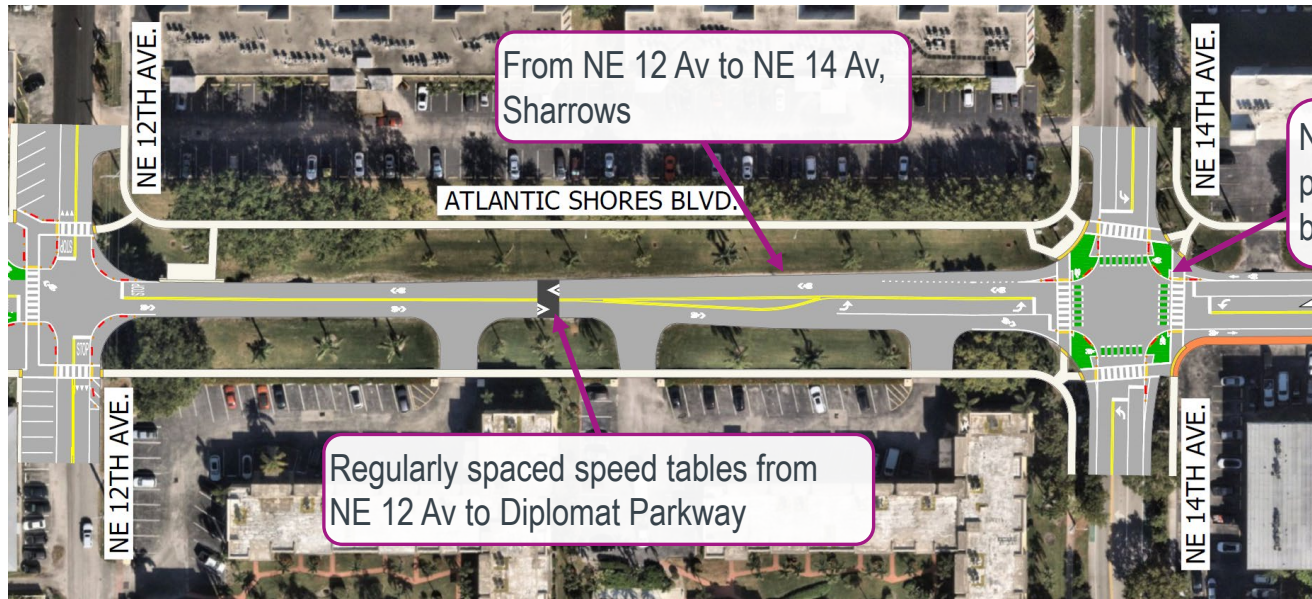 NE 12TH AVE.
From NE 12 Av to NE 14 Av,
Sharrows
NE 14TH AVE.
N
p
b
ATLANTIC SHORES BLVD.
STOP
STOP
STOP
NE 12TH AVE.
Regularly spaced speed tables from
NE 12 Av to Diplomat Parkway
NE 14TH AVE.